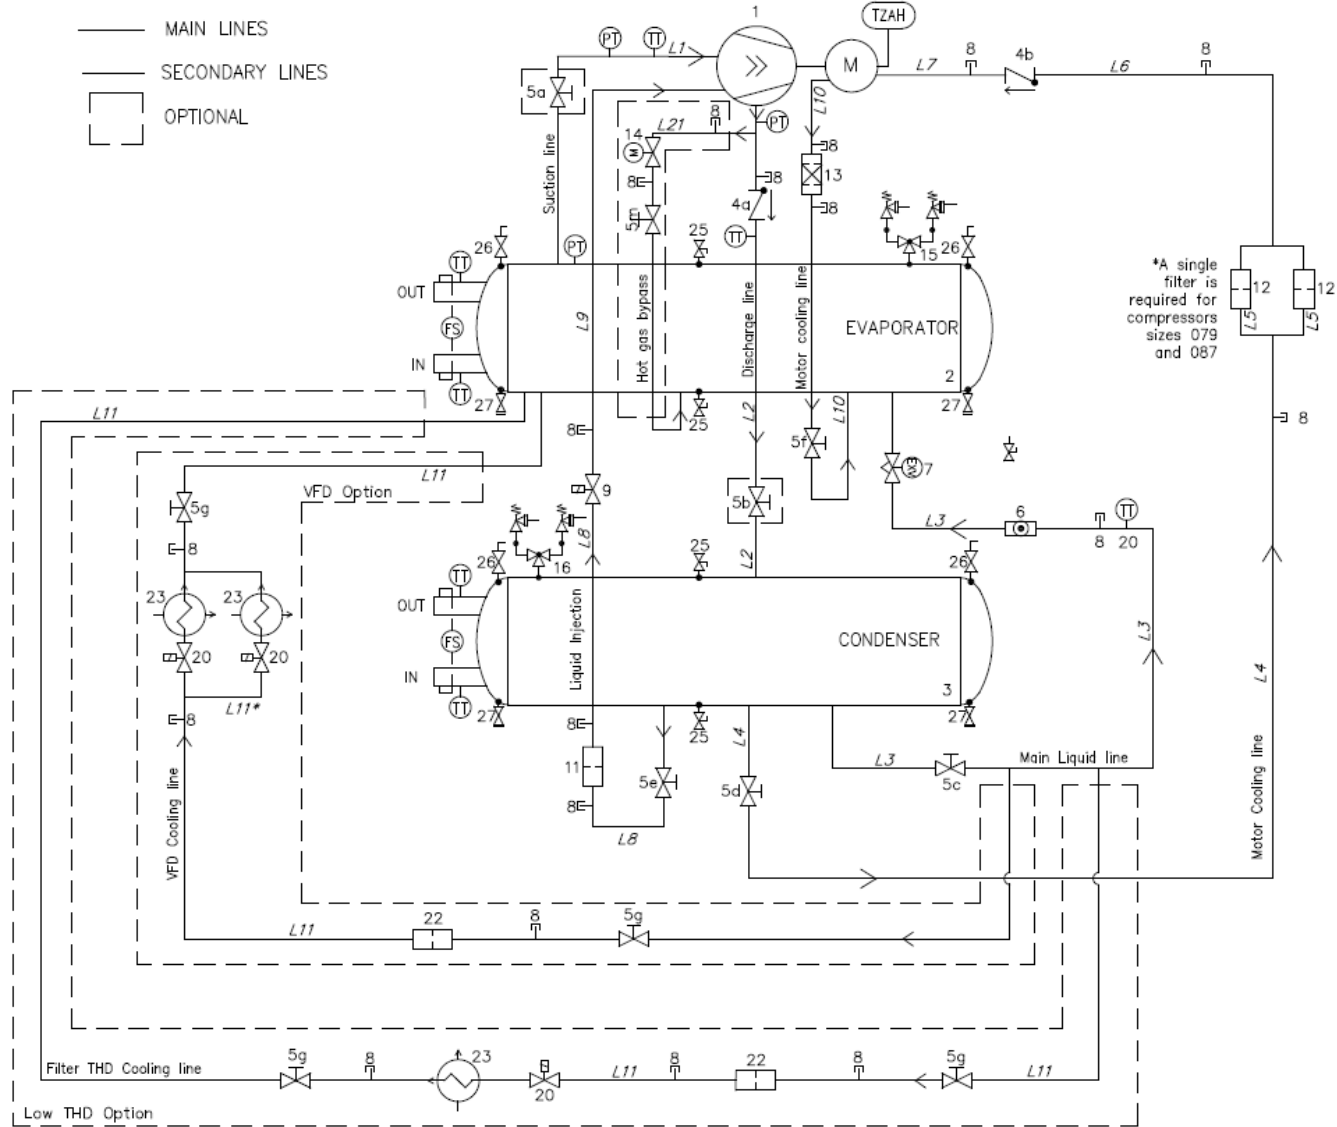 MAIN LINES
SECONDARY LINES
OPTIONAL
1
TZAH
PT
TT
L1
M
L7
8
4b
L6
8
5a
L10
8
L21
PT
14
M
8
13
8
Suction line
8
8
4a
5m
TT
25
26
PT
15
26
TT
OUT
FS
IN
TT
L9
Hot gas bypass
Discharge line
Motor cooling line
EVAPORATOR
2
*A single
filter is
required for
compressors
sizes 079
and 087
12
12
L5
L5
27
25
27
L11
L2
L10
8
8
5f
EXV
7
L11
VFD Option
9
5b
5g
L3
6
8
TT
20
8
L8
L2
26
16
25
26
23
23
TT
OUT
FS
IN
TT
Liquid Injection
CONDENSER
3
L3
20
20
L11*
8
27
8
25
27
L4
L4
11
5e
5d
L3
5c
Main Liquid line
8
L8
VFD Cooling line
Motor Cooling line
L11
22
8
5g
Filter THD Cooling line
5g
8
23
20
L11
8
22
8
5g
L11
Low THD Option